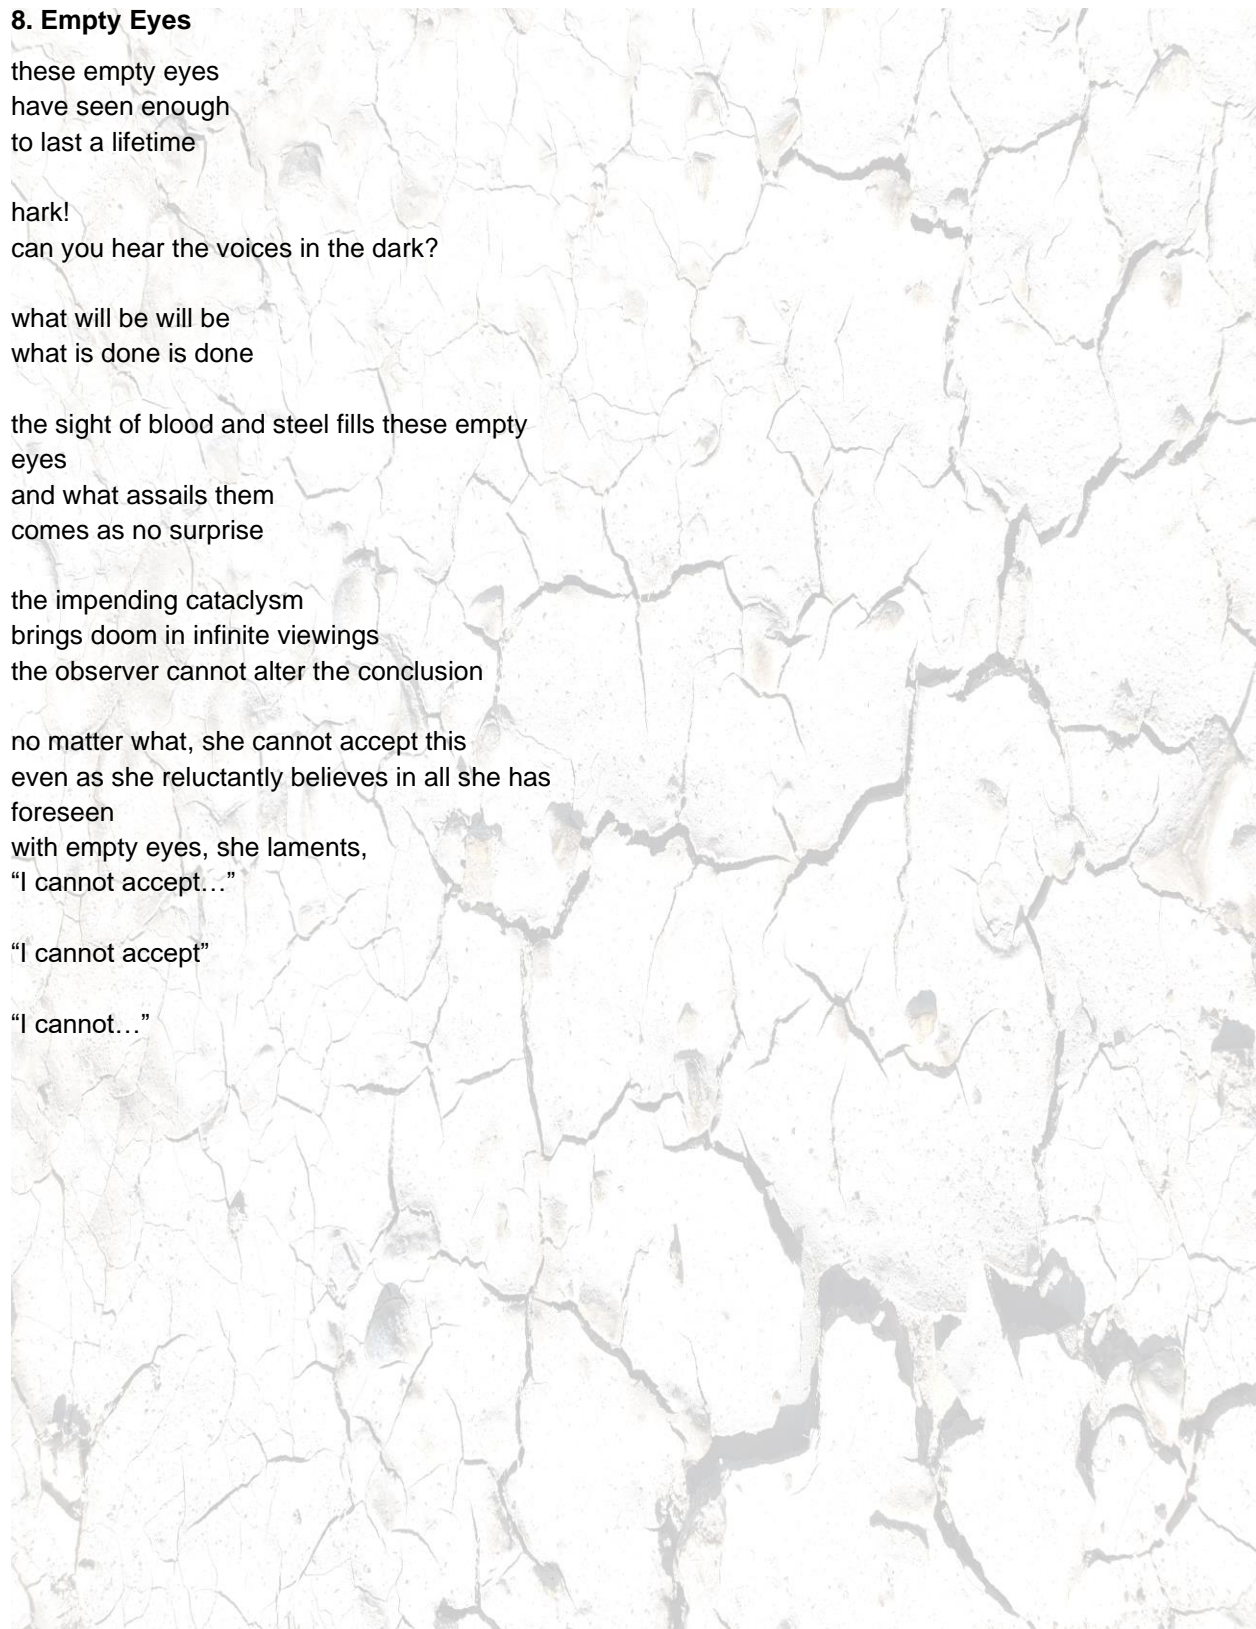 8. Empty Eyes
these empty eyes
have seen enough
to last a lifetime
hark!
can you hear the voices in the dark?
what will be will be
what is done is done
the sight of blood and steel fills these empty
eyes
and what assails them
comes as no surprise
the impending cataclysm
brings doom in infinite viewings
the observer cannot alter the conclusion
no matter what, she cannot accept this
even as she reluctantly believes in all she has
foreseen
with empty eyes, she laments,
“I cannot accept…”
“I cannot accept”
“I cannot…”